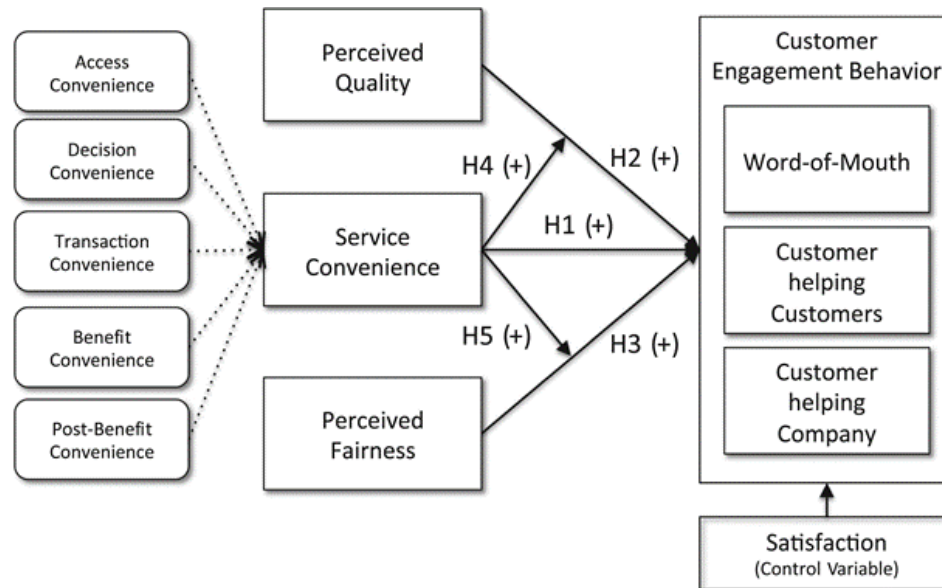 Access
Convenience
Decision
Convenience
Transaction
Convenience
Benefit
Convenience
Post-Benefit
Convenience
Perceived
Quality
Service
Convenience
Perceived
Fairness
H4 (+)
H2 (+)
H1 (+)
H5 (+)
H3 (+)
Customer
Engagement Behavior
Word-of-Mouth
Customer
helping
Customers
Customer
helping
Company
Satisfaction
(Control Variable)